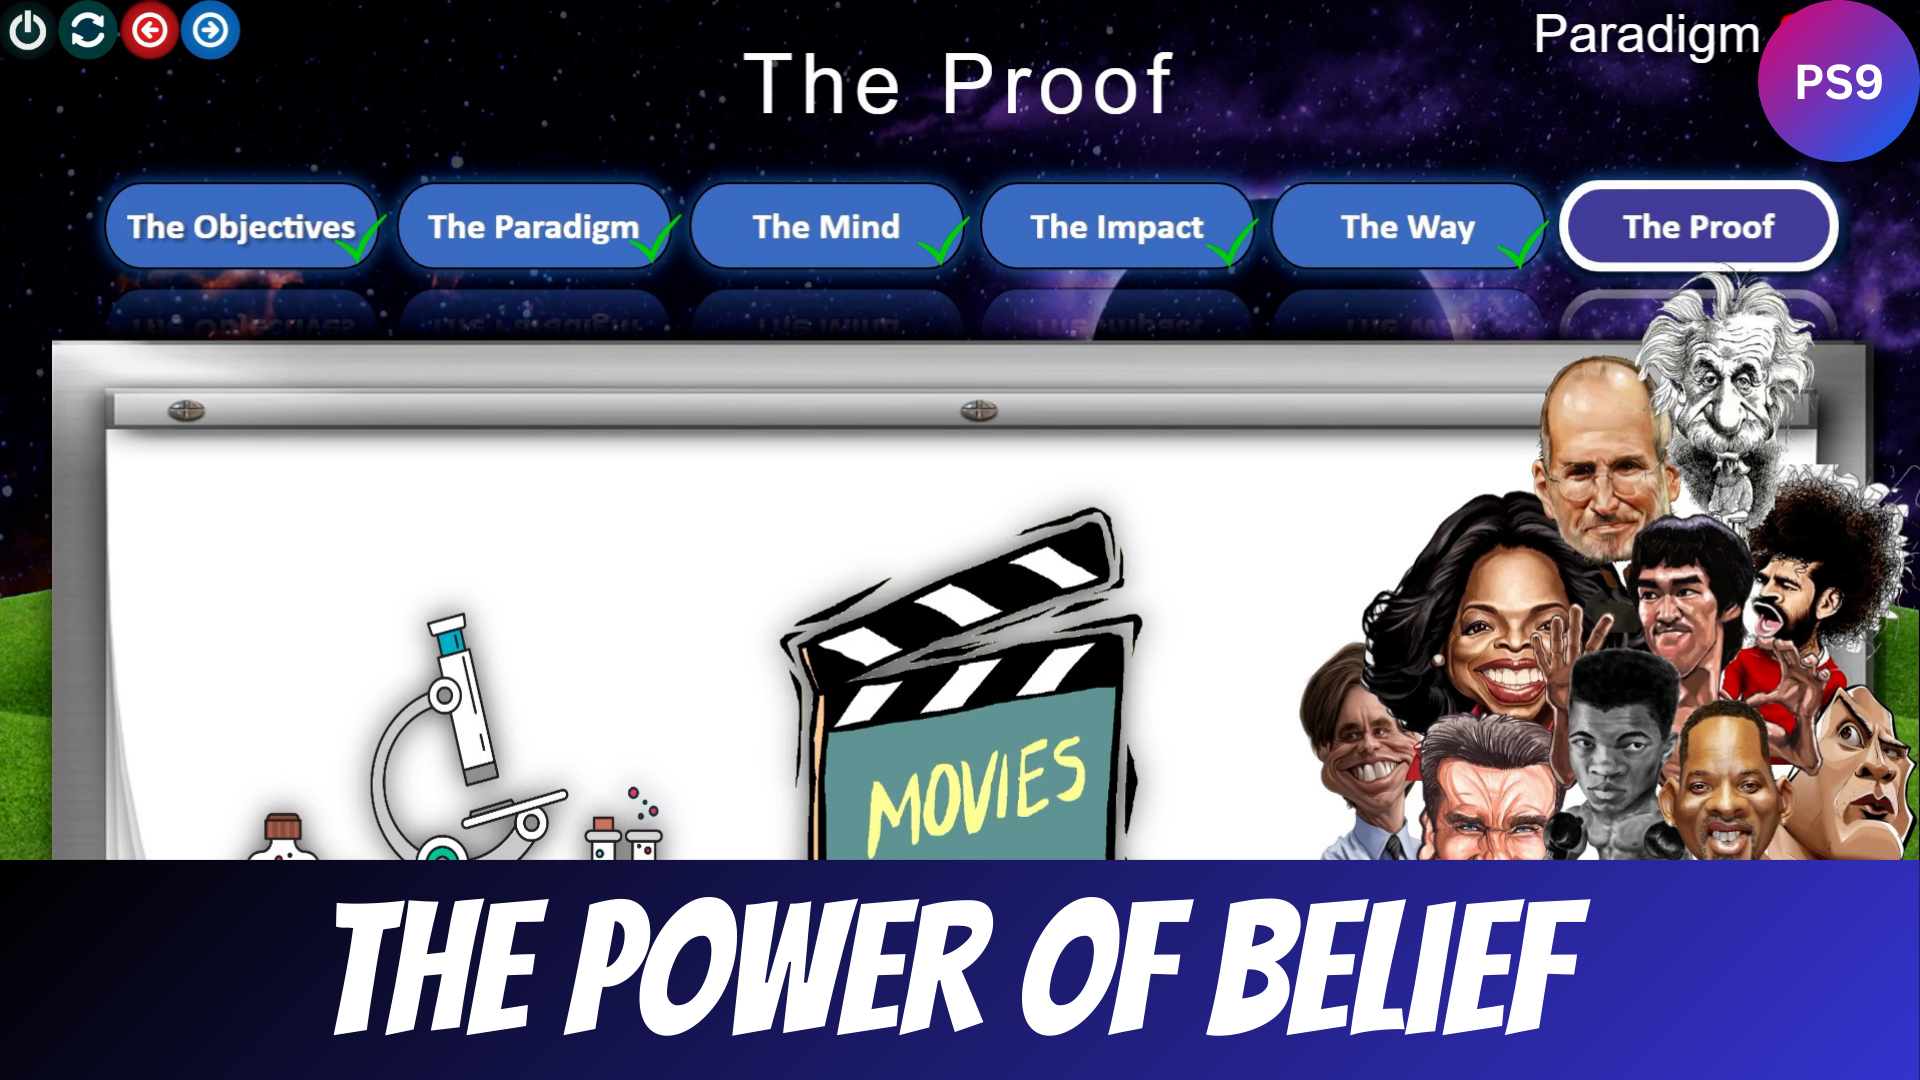 Paradigm
PS9
The Proof
The Objectives
The Paradigm
The Mind
The Impact
The Way
The Proof
MOVIES
THE POWER OF BELIEF